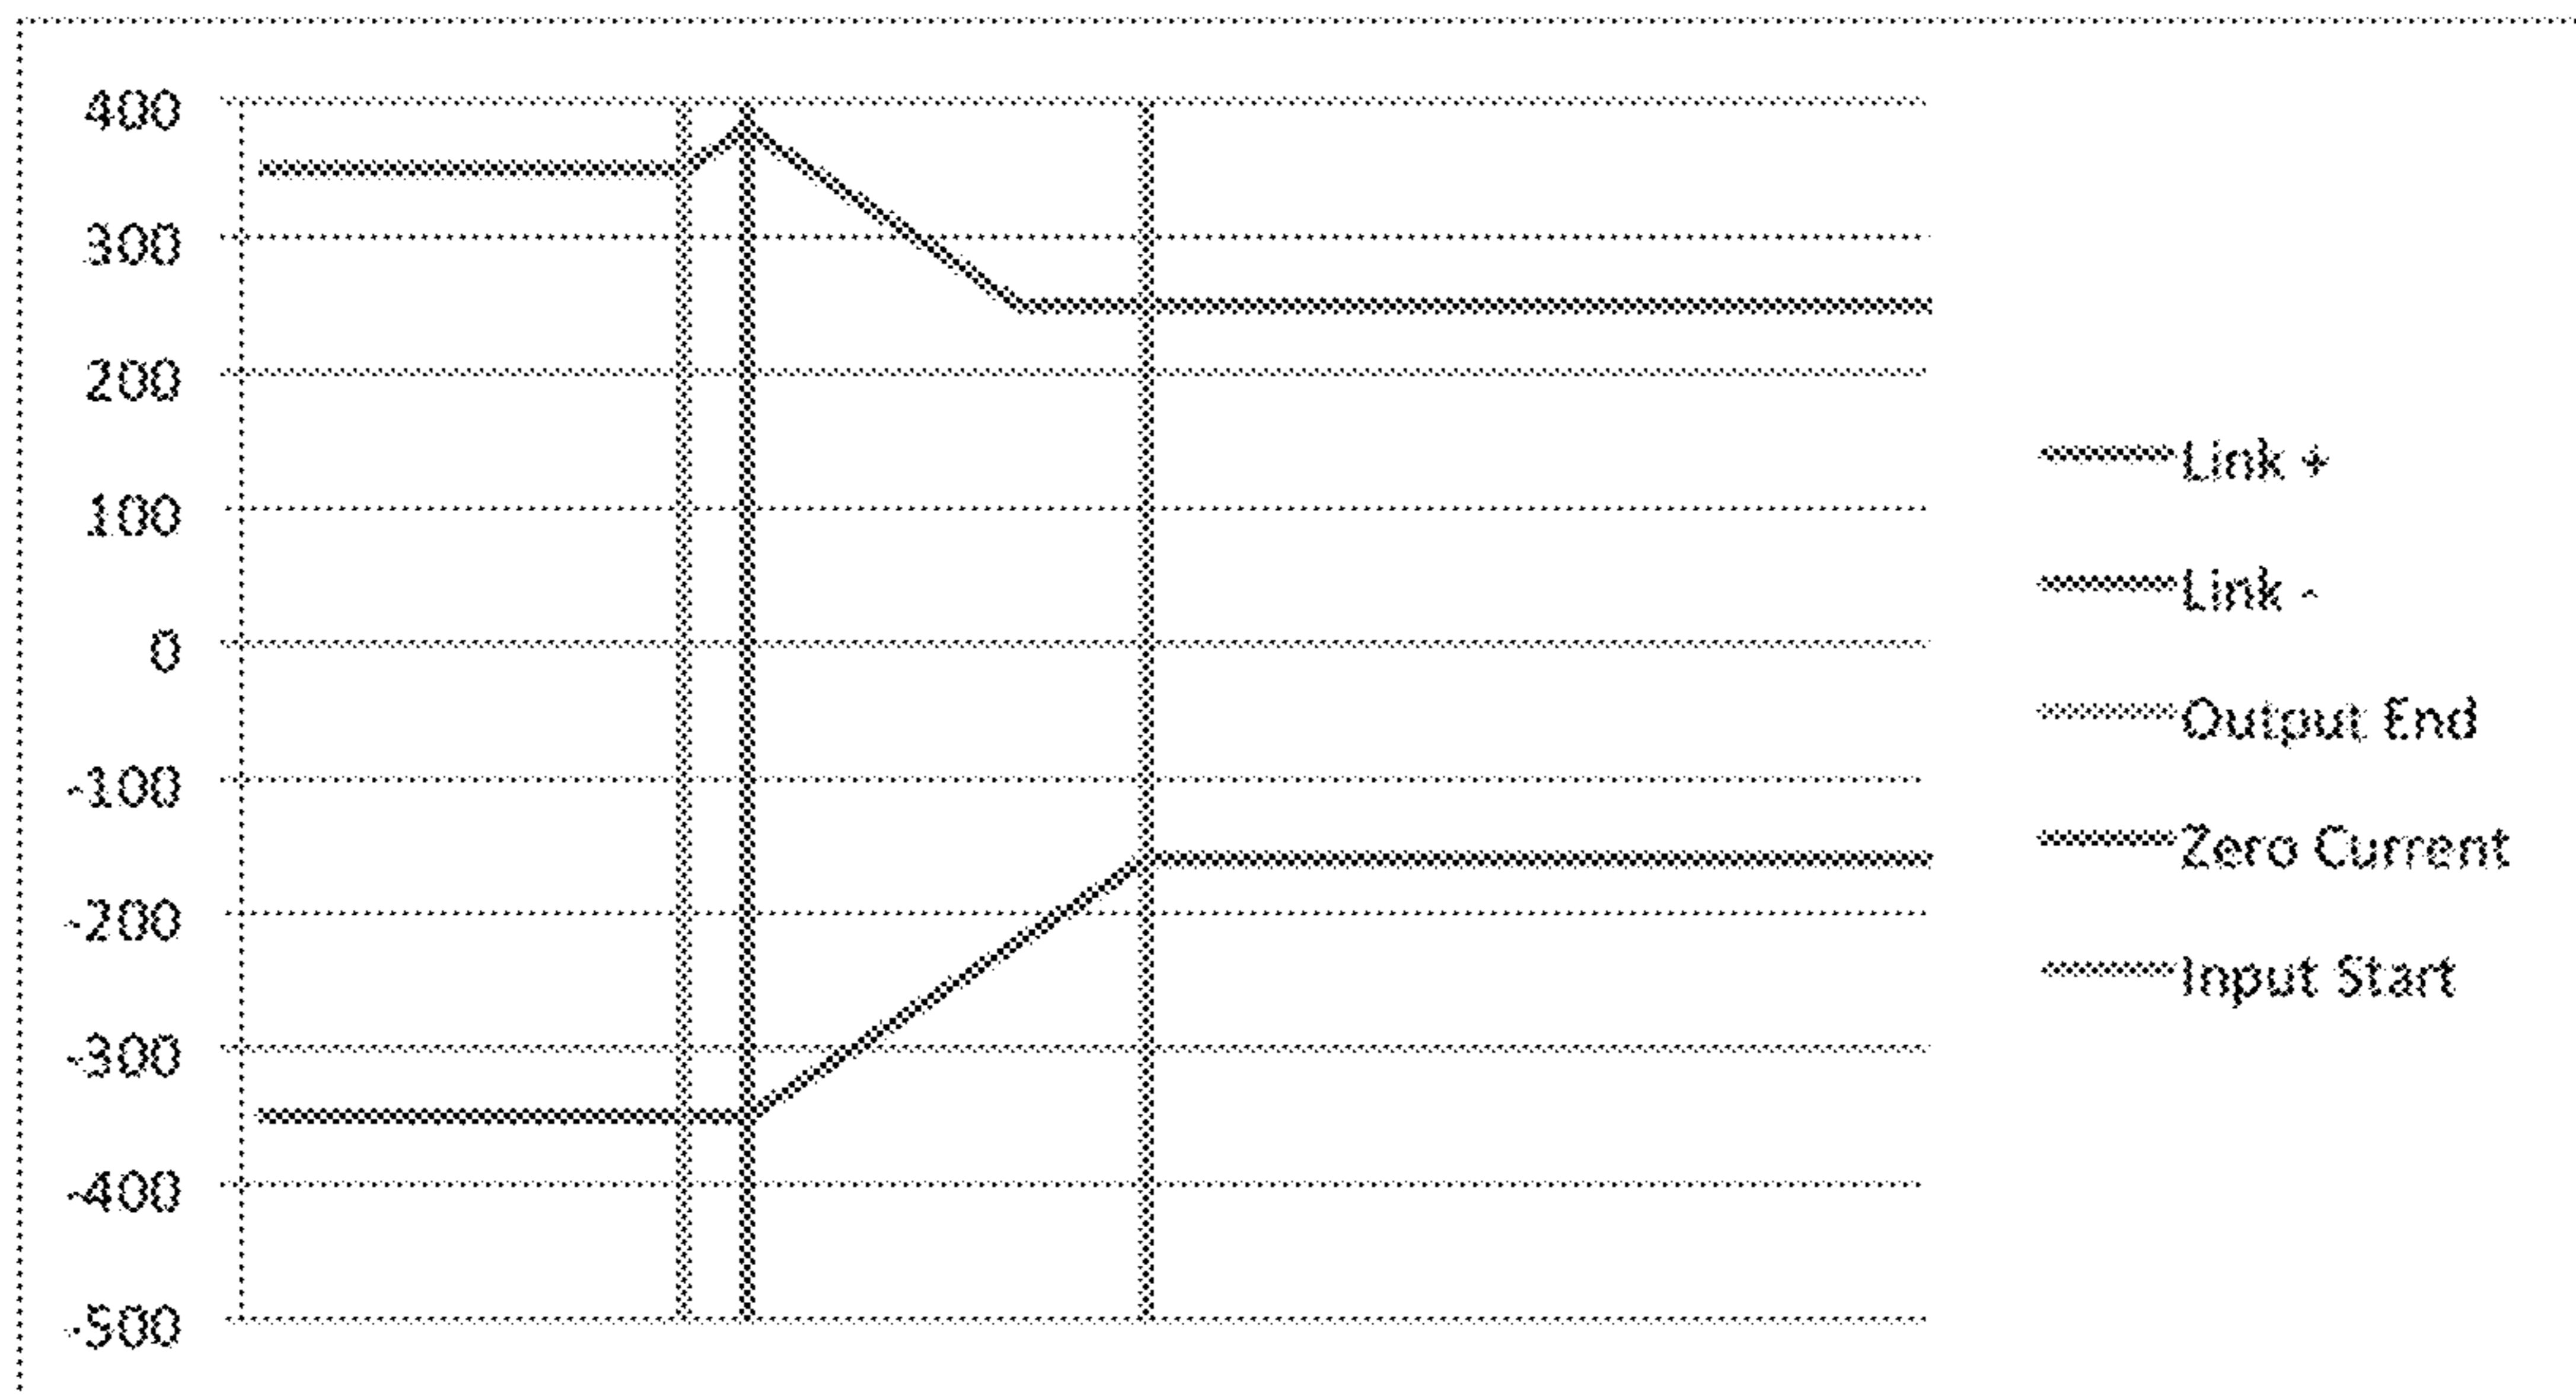 400
300
200
100
0
-100
-200
-300
-400
-500
Link +
Link -
Output End
Zero Current
Input Start